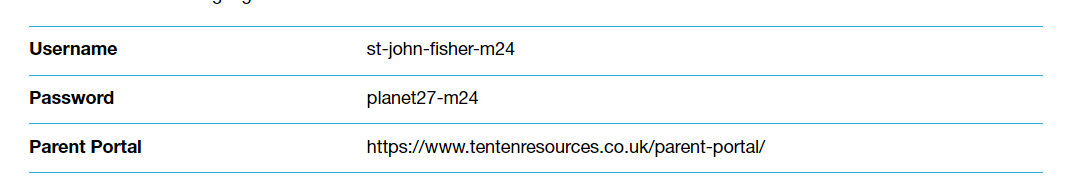 Username st-john-fisher-m24
Password planet27-m24
Parent Portal https://www.tentenresources.co.uk/parent-portal/